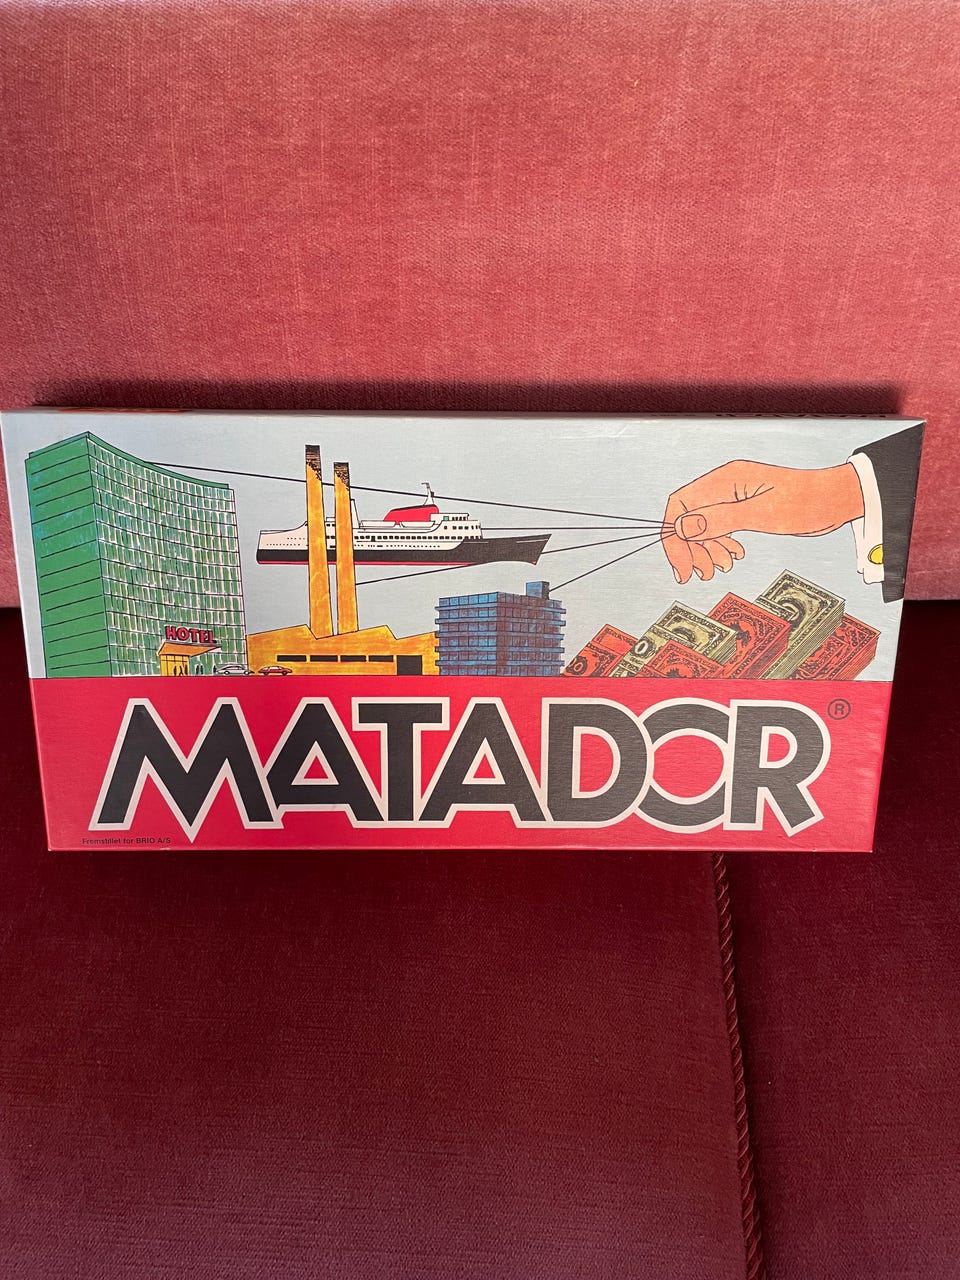 HOTEL
MATADOR®
Fremstillet for BRIO A/S